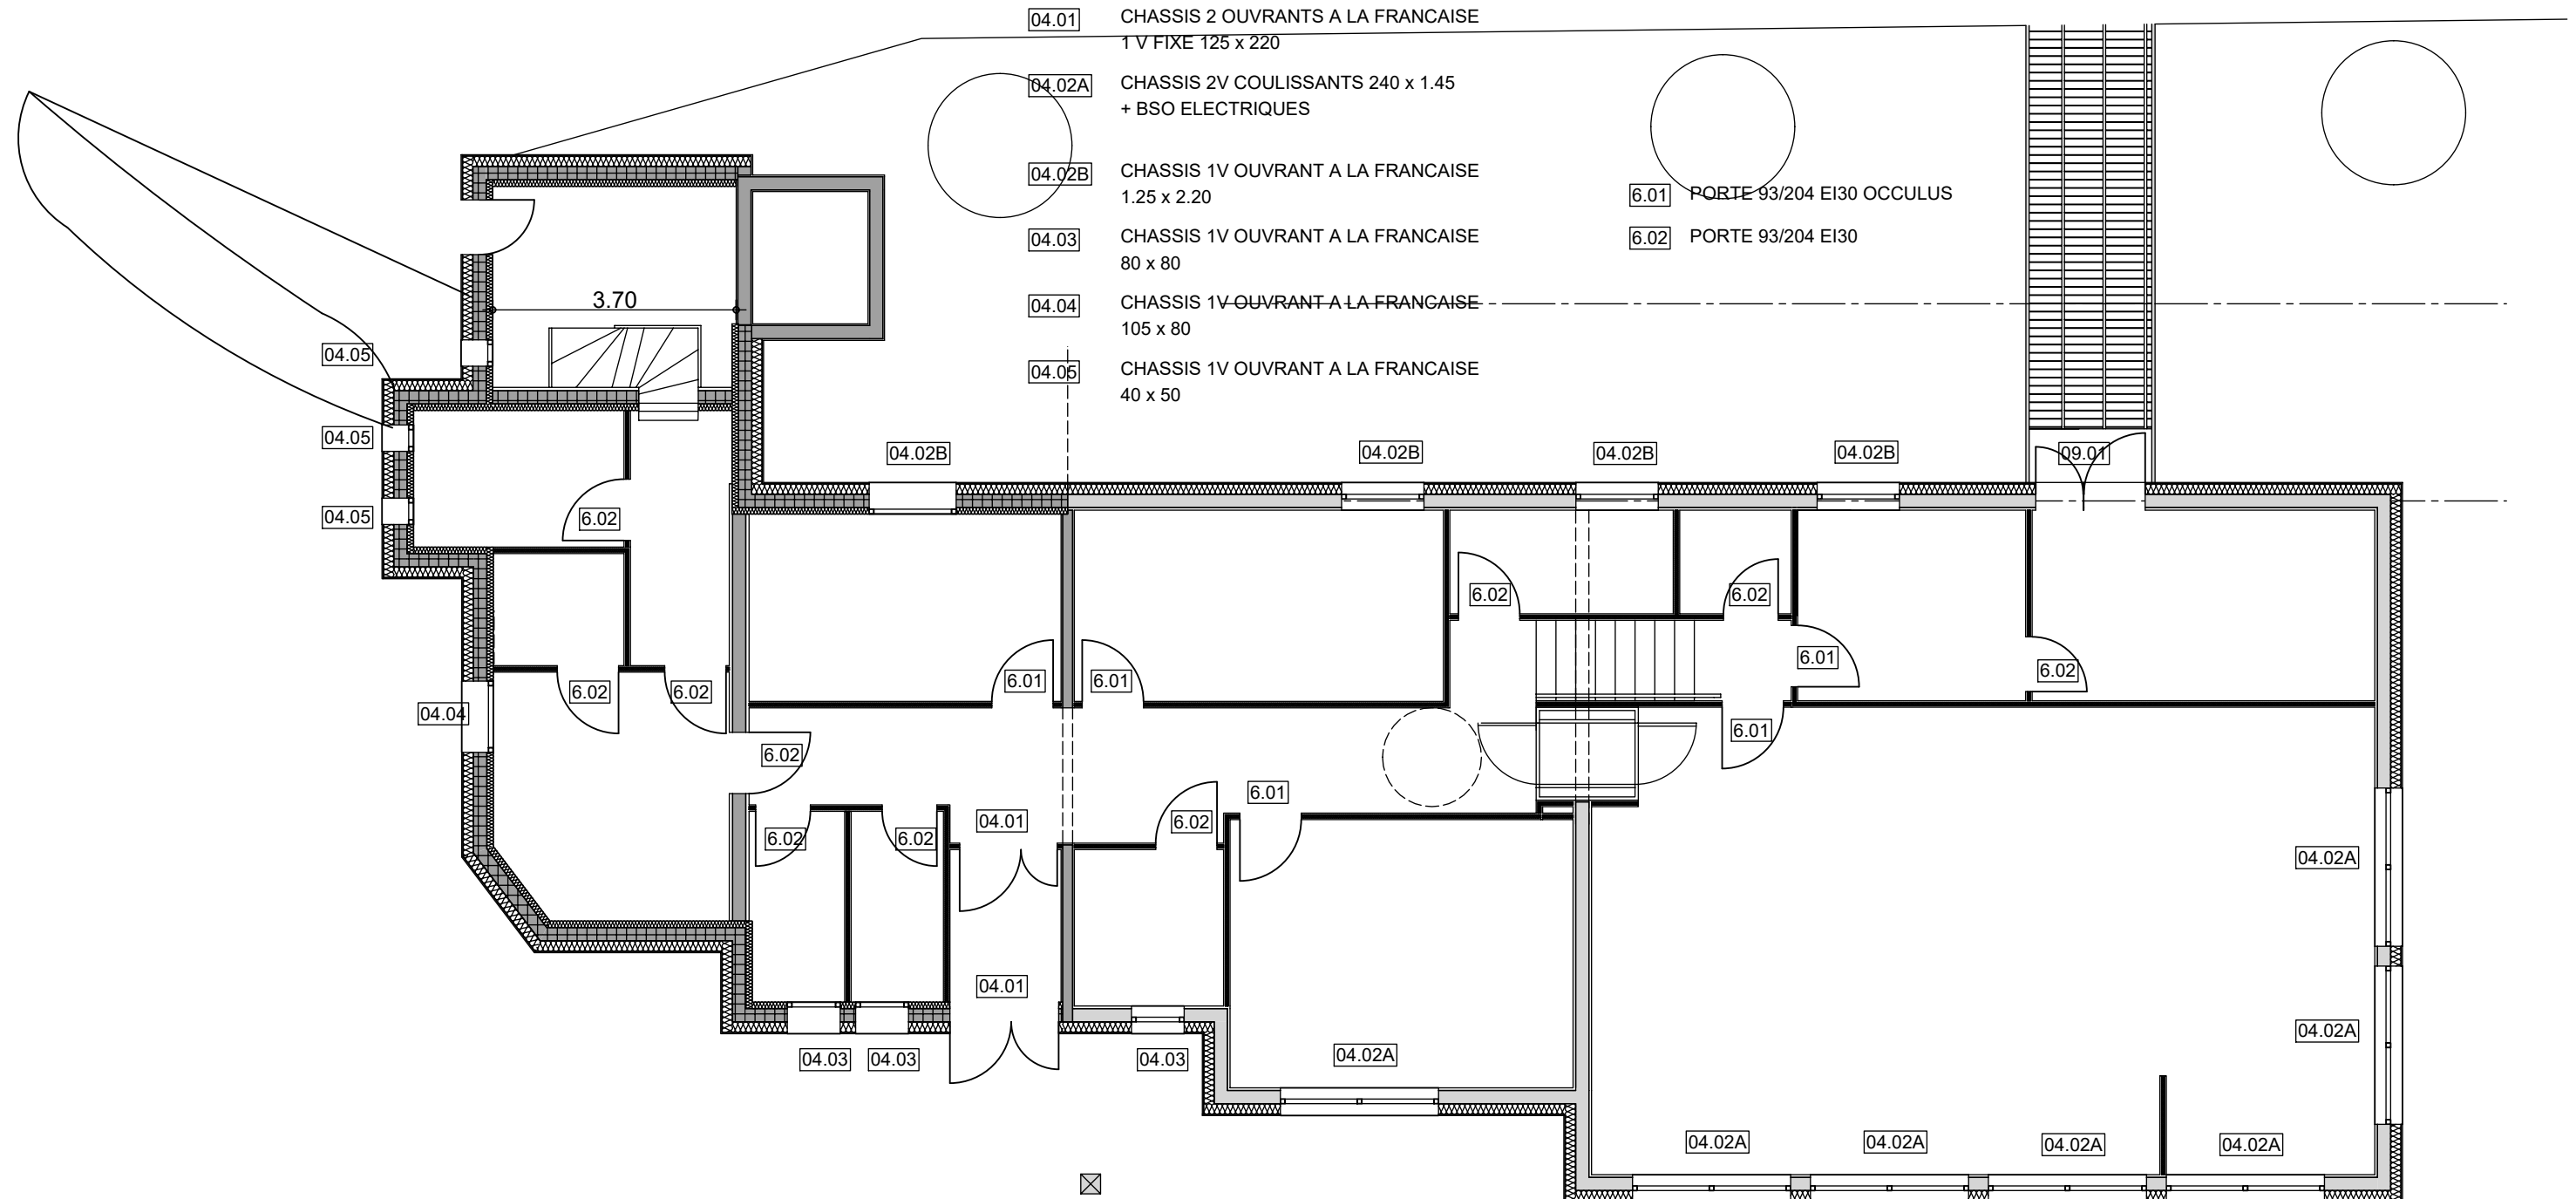 04.01 CHASSIS 2 OUVRANTS A LA FRANCAISE
1 V FIXE 125 x 220
04.02A CHASSIS 2V COULISSANTS 240 x 1.45
+ BSO ELECTRIQUES
04.02B CHASSIS 1V OUVRANT A LA FRANCAISE
1.25 x 2.20
6.01 PORTE 93/204 EI30 OCCULUS
04.03 CHASSIS 1V OUVRANT A LA FRANCAISE
80 x 80
6.02 PORTE 93/204 EI30
04.04 CHASSIS 1V OUVRANT A LA FRANCAISE
105 x 80
04.05 CHASSIS 1V OUVRANT A LA FRANCAISE
40 x 50
3.70
04.05
04.05
04.02B
04.02B
04.02B
04.02B
09.01
04.05
6.02
6.02
6.02
6.02
6.02
6.01
6.01
6.01
6.02
04.04
6.01
6.02
6.01
6.02
6.02
04.01
6.02
04.02A
04.01
04.02A
04.03
04.03
04.03
04.02A
04.02A
04.02A
04.02A
04.02A